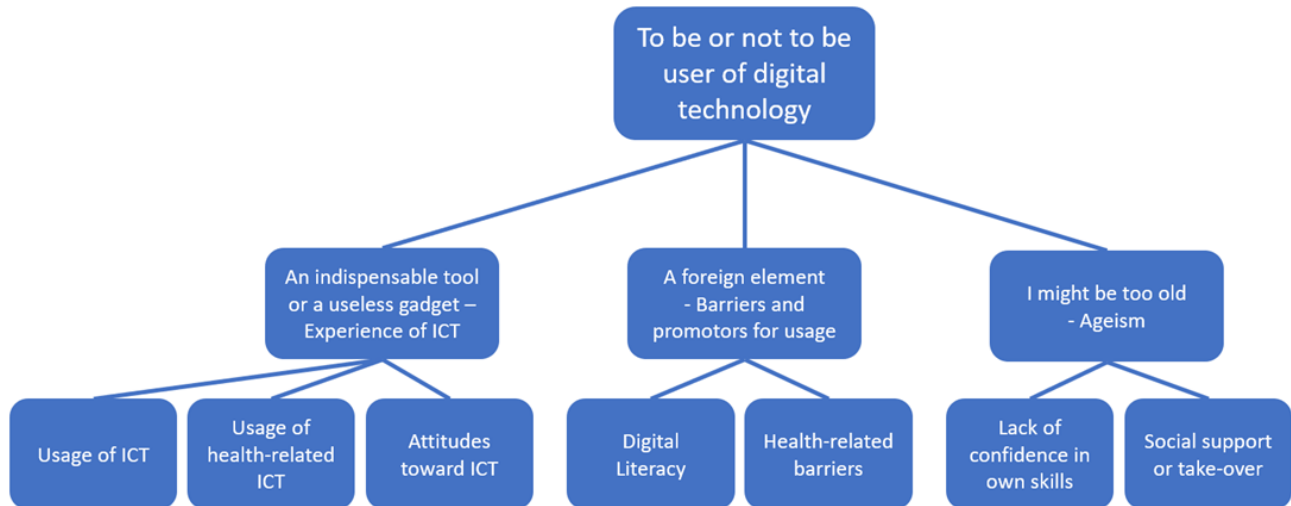 To be or not to be
user of digital
technology
An indispensable tool
or a useless gadget –
Experience of ICT
A foreign element
- Barriers and
promotors for usage
I might be too old
- Ageism
Usage of ICT
Usage of
health-related
ICT
Attitudes
toward ICT
Digital
Literacy
Health-related
barriers
Lack of
confidence in
own skills
Social support
or take-over